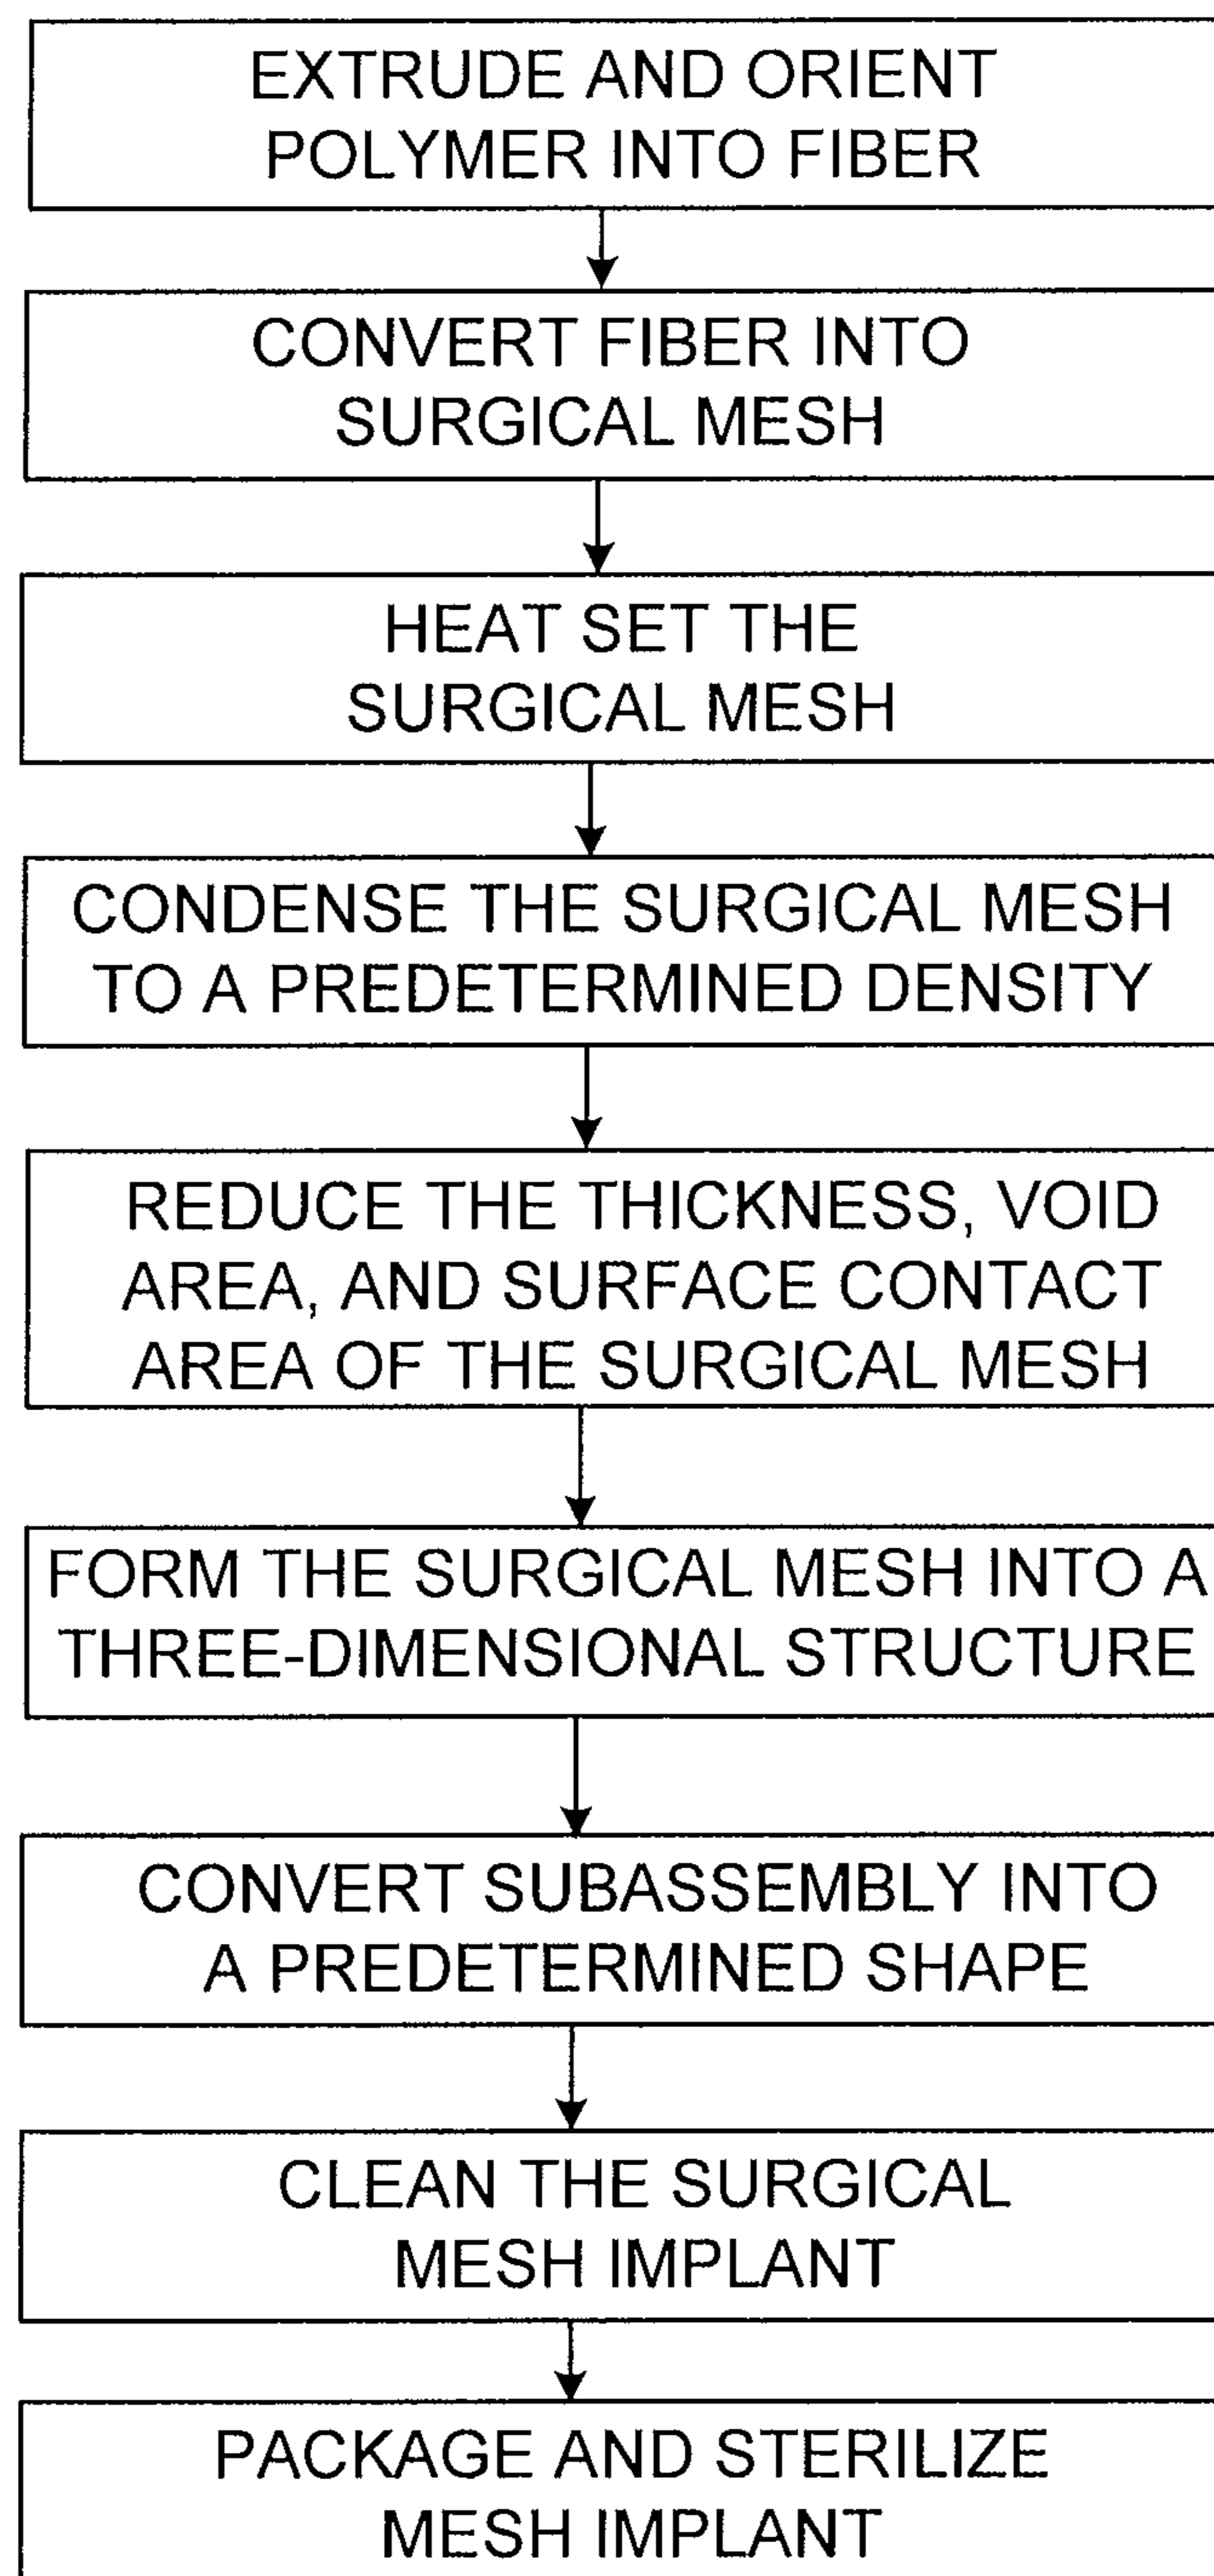 EXTRUDE AND ORIENT
POLYMER INTO FIBER
CONVERT FIBER INTO
SURGICAL MESH
HEAT SET THE
SURGICAL MESH
CONDENSE THE SURGICAL MESH
TO A PREDETERMINED DENSITY
REDUCE THE THICKNESS, VOID
AREA, AND SURFACE CONTACT
AREA OF THE SURGICAL MESH
FORM THE SURGICAL MESH INTO A
THREE-DIMENSIONAL STRUCTURE
CONVERT SUBASSEMBLY INTO
A PREDETERMINED SHAPE
CLEAN THE SURGICAL
MESH IMPLANT
PACKAGE AND STERILIZE
MESH IMPLANT